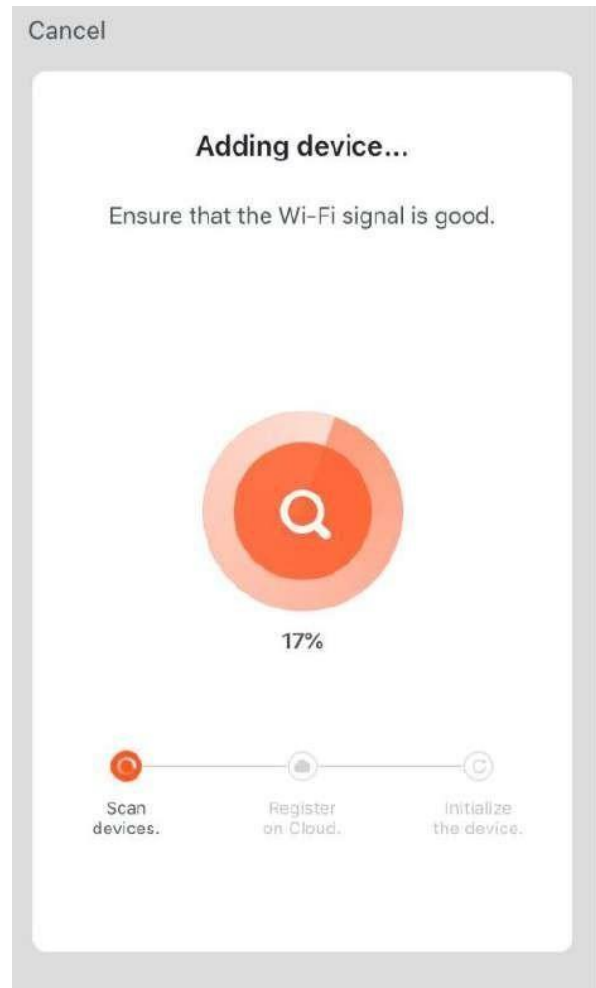 Cancel
Adding device...
Ensure that the Wi-Fi signal is good.
17%
Scan
devices.
Register
on Cloud.
Initialize
the device.